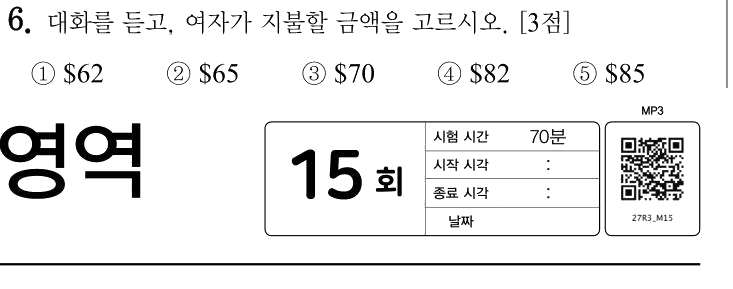 6. 대화를 듣고, 여자가 지불할 금액을 고르시오. [3점]
① $62 ② $65 ③ $70 ④ $82 ⑤ $85
영역
15회
시험 시간 70분
시작 시각 :
종료 시각 :
날짜
MP3
27R3_M15